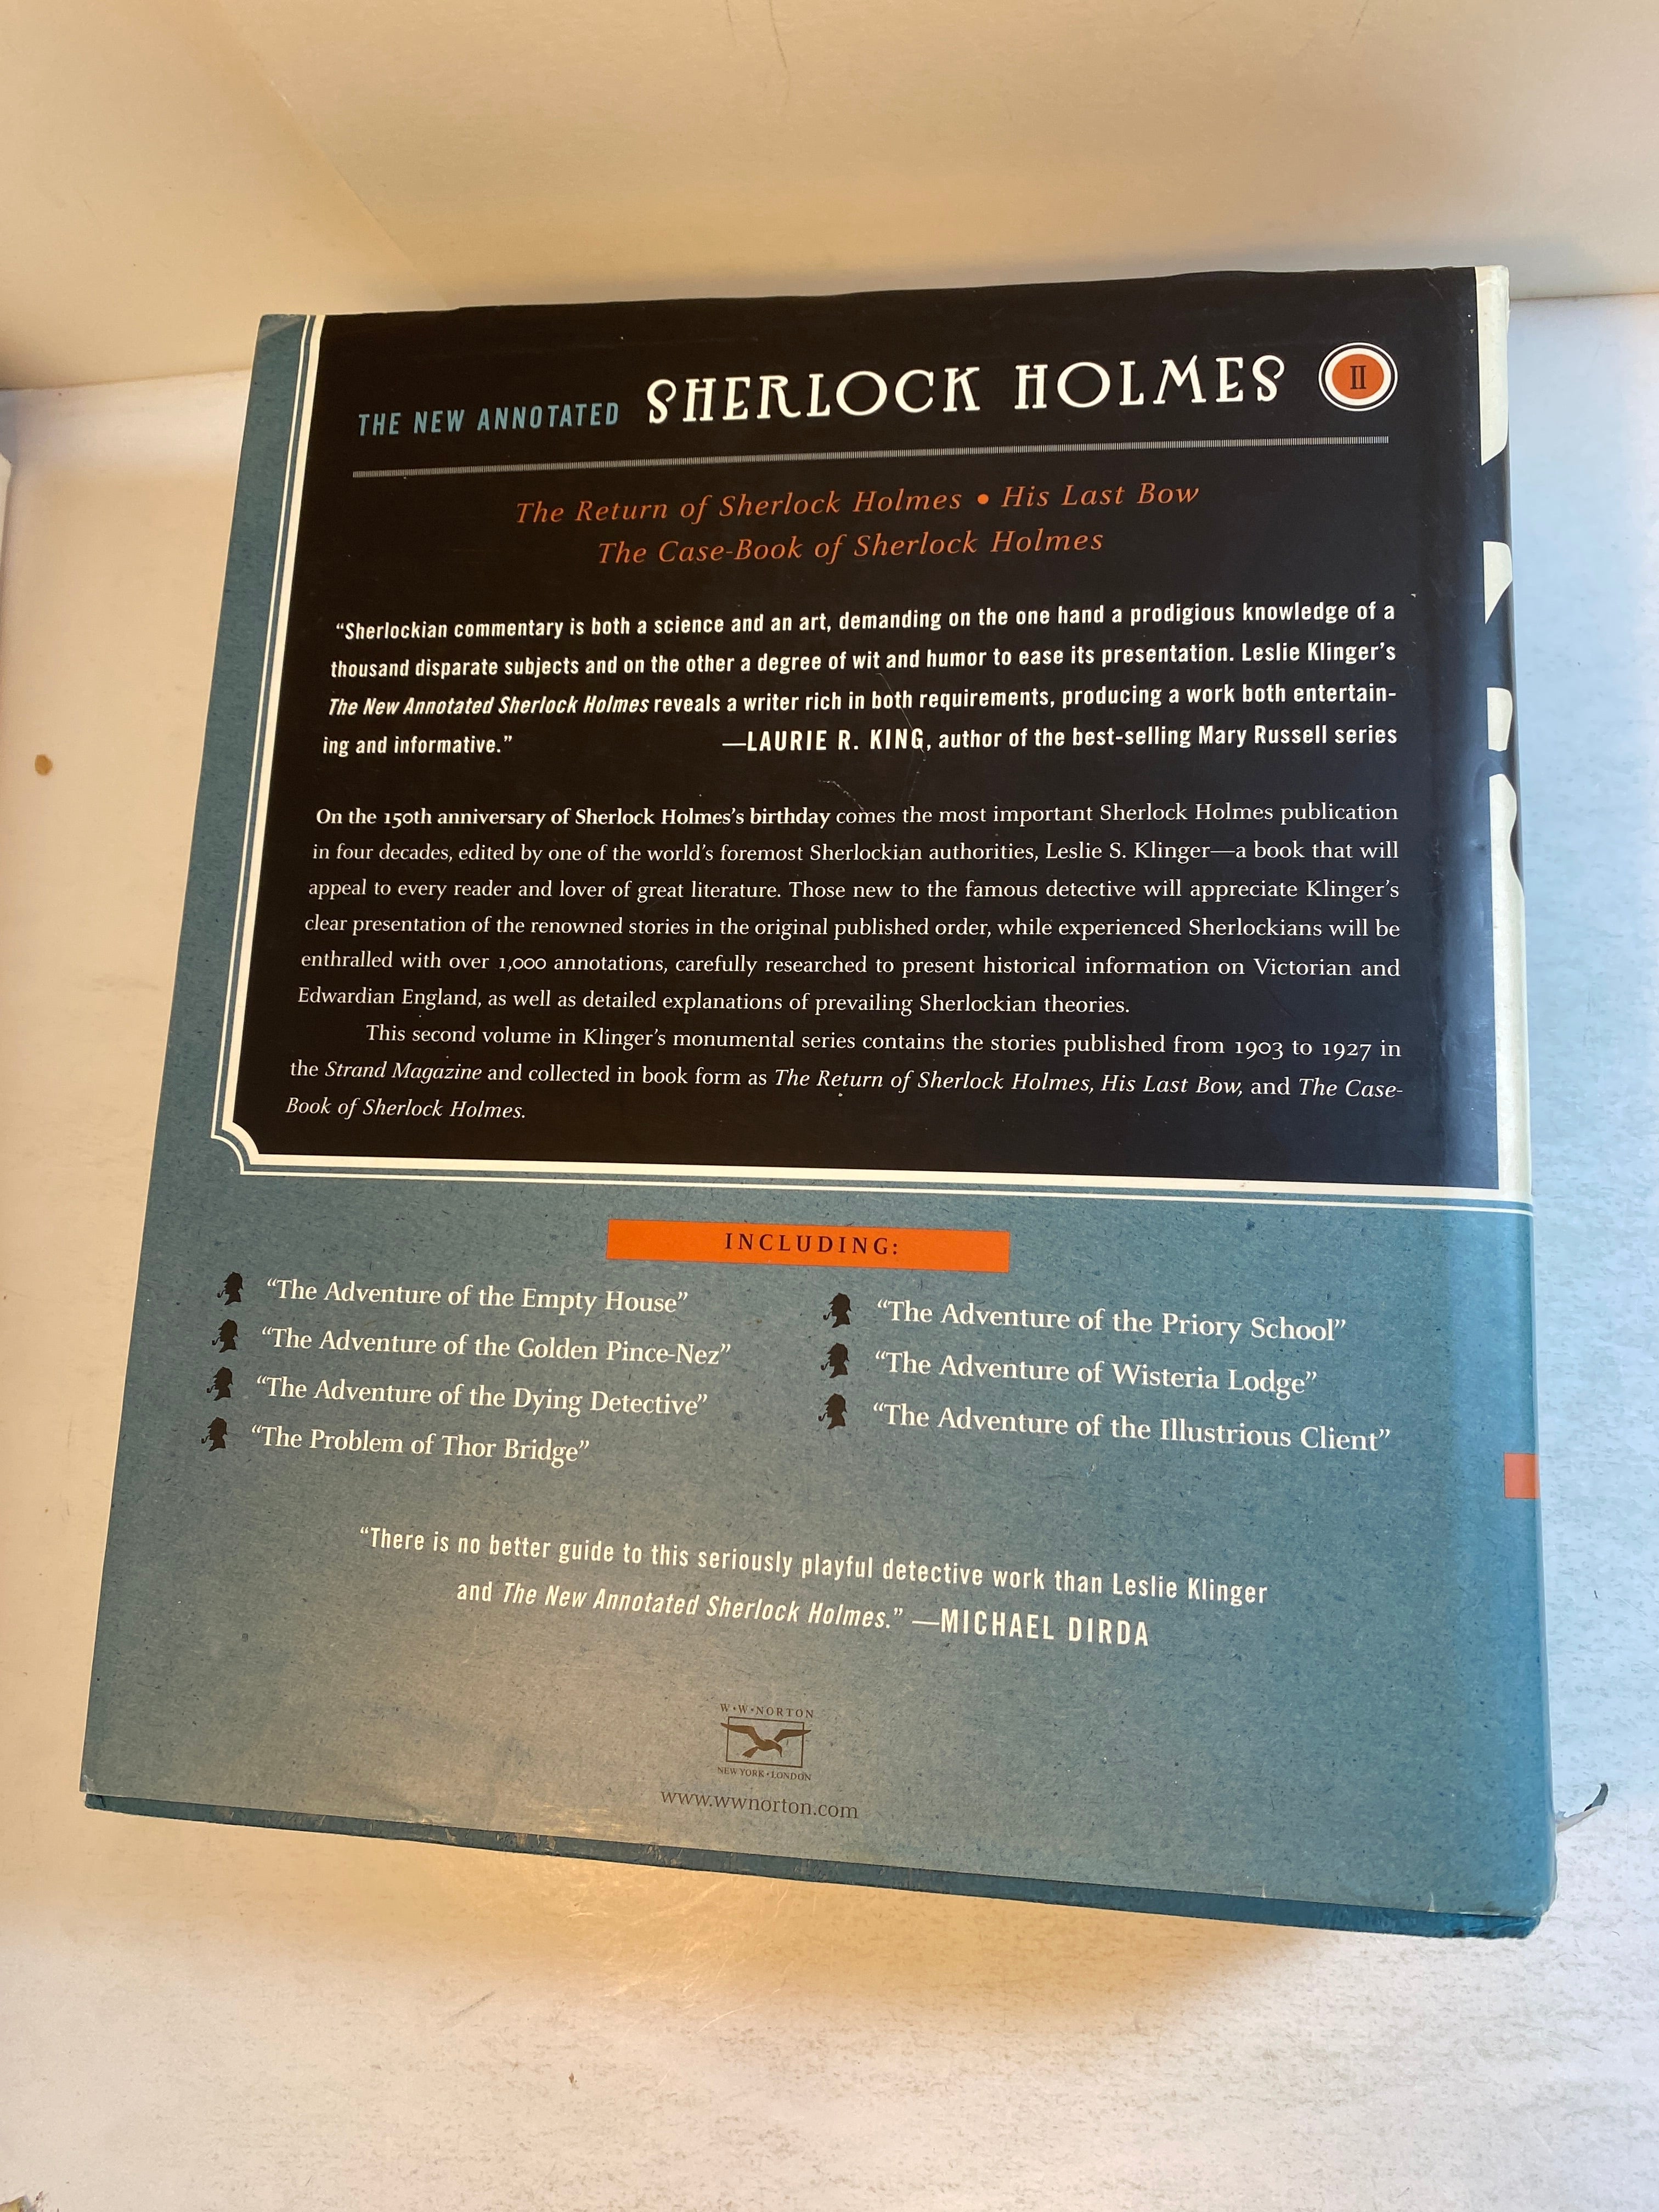 THE NEW ANNOTATED SHERLOCK HOLMES II
The Return of Sherlock Holmes • His Last Bow
The Case-Book of Sherlock Holmes
“Sherlockian commentary is both a science and an art, demanding on the one hand a prodigious knowledge of a
thousand disparate subjects and on the other a degree of wit and humor to ease its presentation. Leslie Klinger’s
The New Annotated Sherlock Holmes reveals a writer rich in both requirements, producing a work both entertain-
ing and informative.” —LAURIE R. KING, author of the best-selling Mary Russell series
On the 150th anniversary of Sherlock Holmes’s birthday comes the most important Sherlock Holmes publication
in four decades, edited by one of the world’s foremost Sherlockian authorities, Leslie S. Klinger—a book that will
appeal to every reader and lover of great literature. Those new to the famous detective will appreciate Klinger’s
clear presentation of the renowned stories in the original published order, while experienced Sherlockians will be
enthralled with over 1,000 annotations, carefully researched to present historical information on Victorian and
Edwardian England, as well as detailed explanations of prevailing Sherlockian theories.
This second volume in Klinger’s monumental series contains the stories published from 1903 to 1927 in
the Strand Magazine and collected in book form as The Return of Sherlock Holmes, His Last Bow, and The Case-
Book of Sherlock Holmes.
INCLUDING:
“The Adventure of the Empty House”
“The Adventure of the Golden Pince-Nez”
“The Adventure of the Dying Detective”
“The Problem of Thor Bridge”
“The Adventure of the Priory School”
“The Adventure of Wisteria Lodge”
“The Adventure of the Illustrious Client”
“There is no better guide to this seriously playful detective work than Leslie Klinger
and The New Annotated Sherlock Holmes.” —MICHAEL DIRDA
W•W•NORTON
NEW YORK•LONDON
www.wwnorton.com